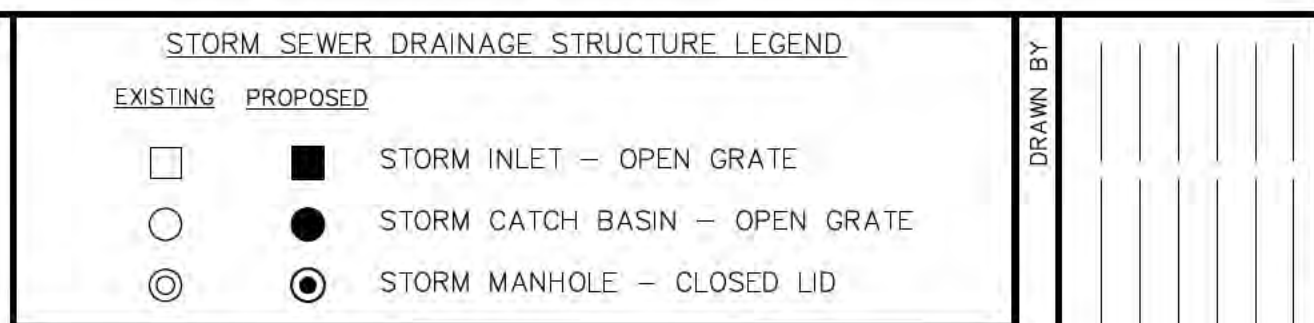 STORM SEWER DRAINAGE STRUCTURE LEGEND
EXISTING PROPOSED
STORM INLET – OPEN GRATE
STORM CATCH BASIN – OPEN GRATE
STORM MANHOLE – CLOSED LID
DRAWN BY